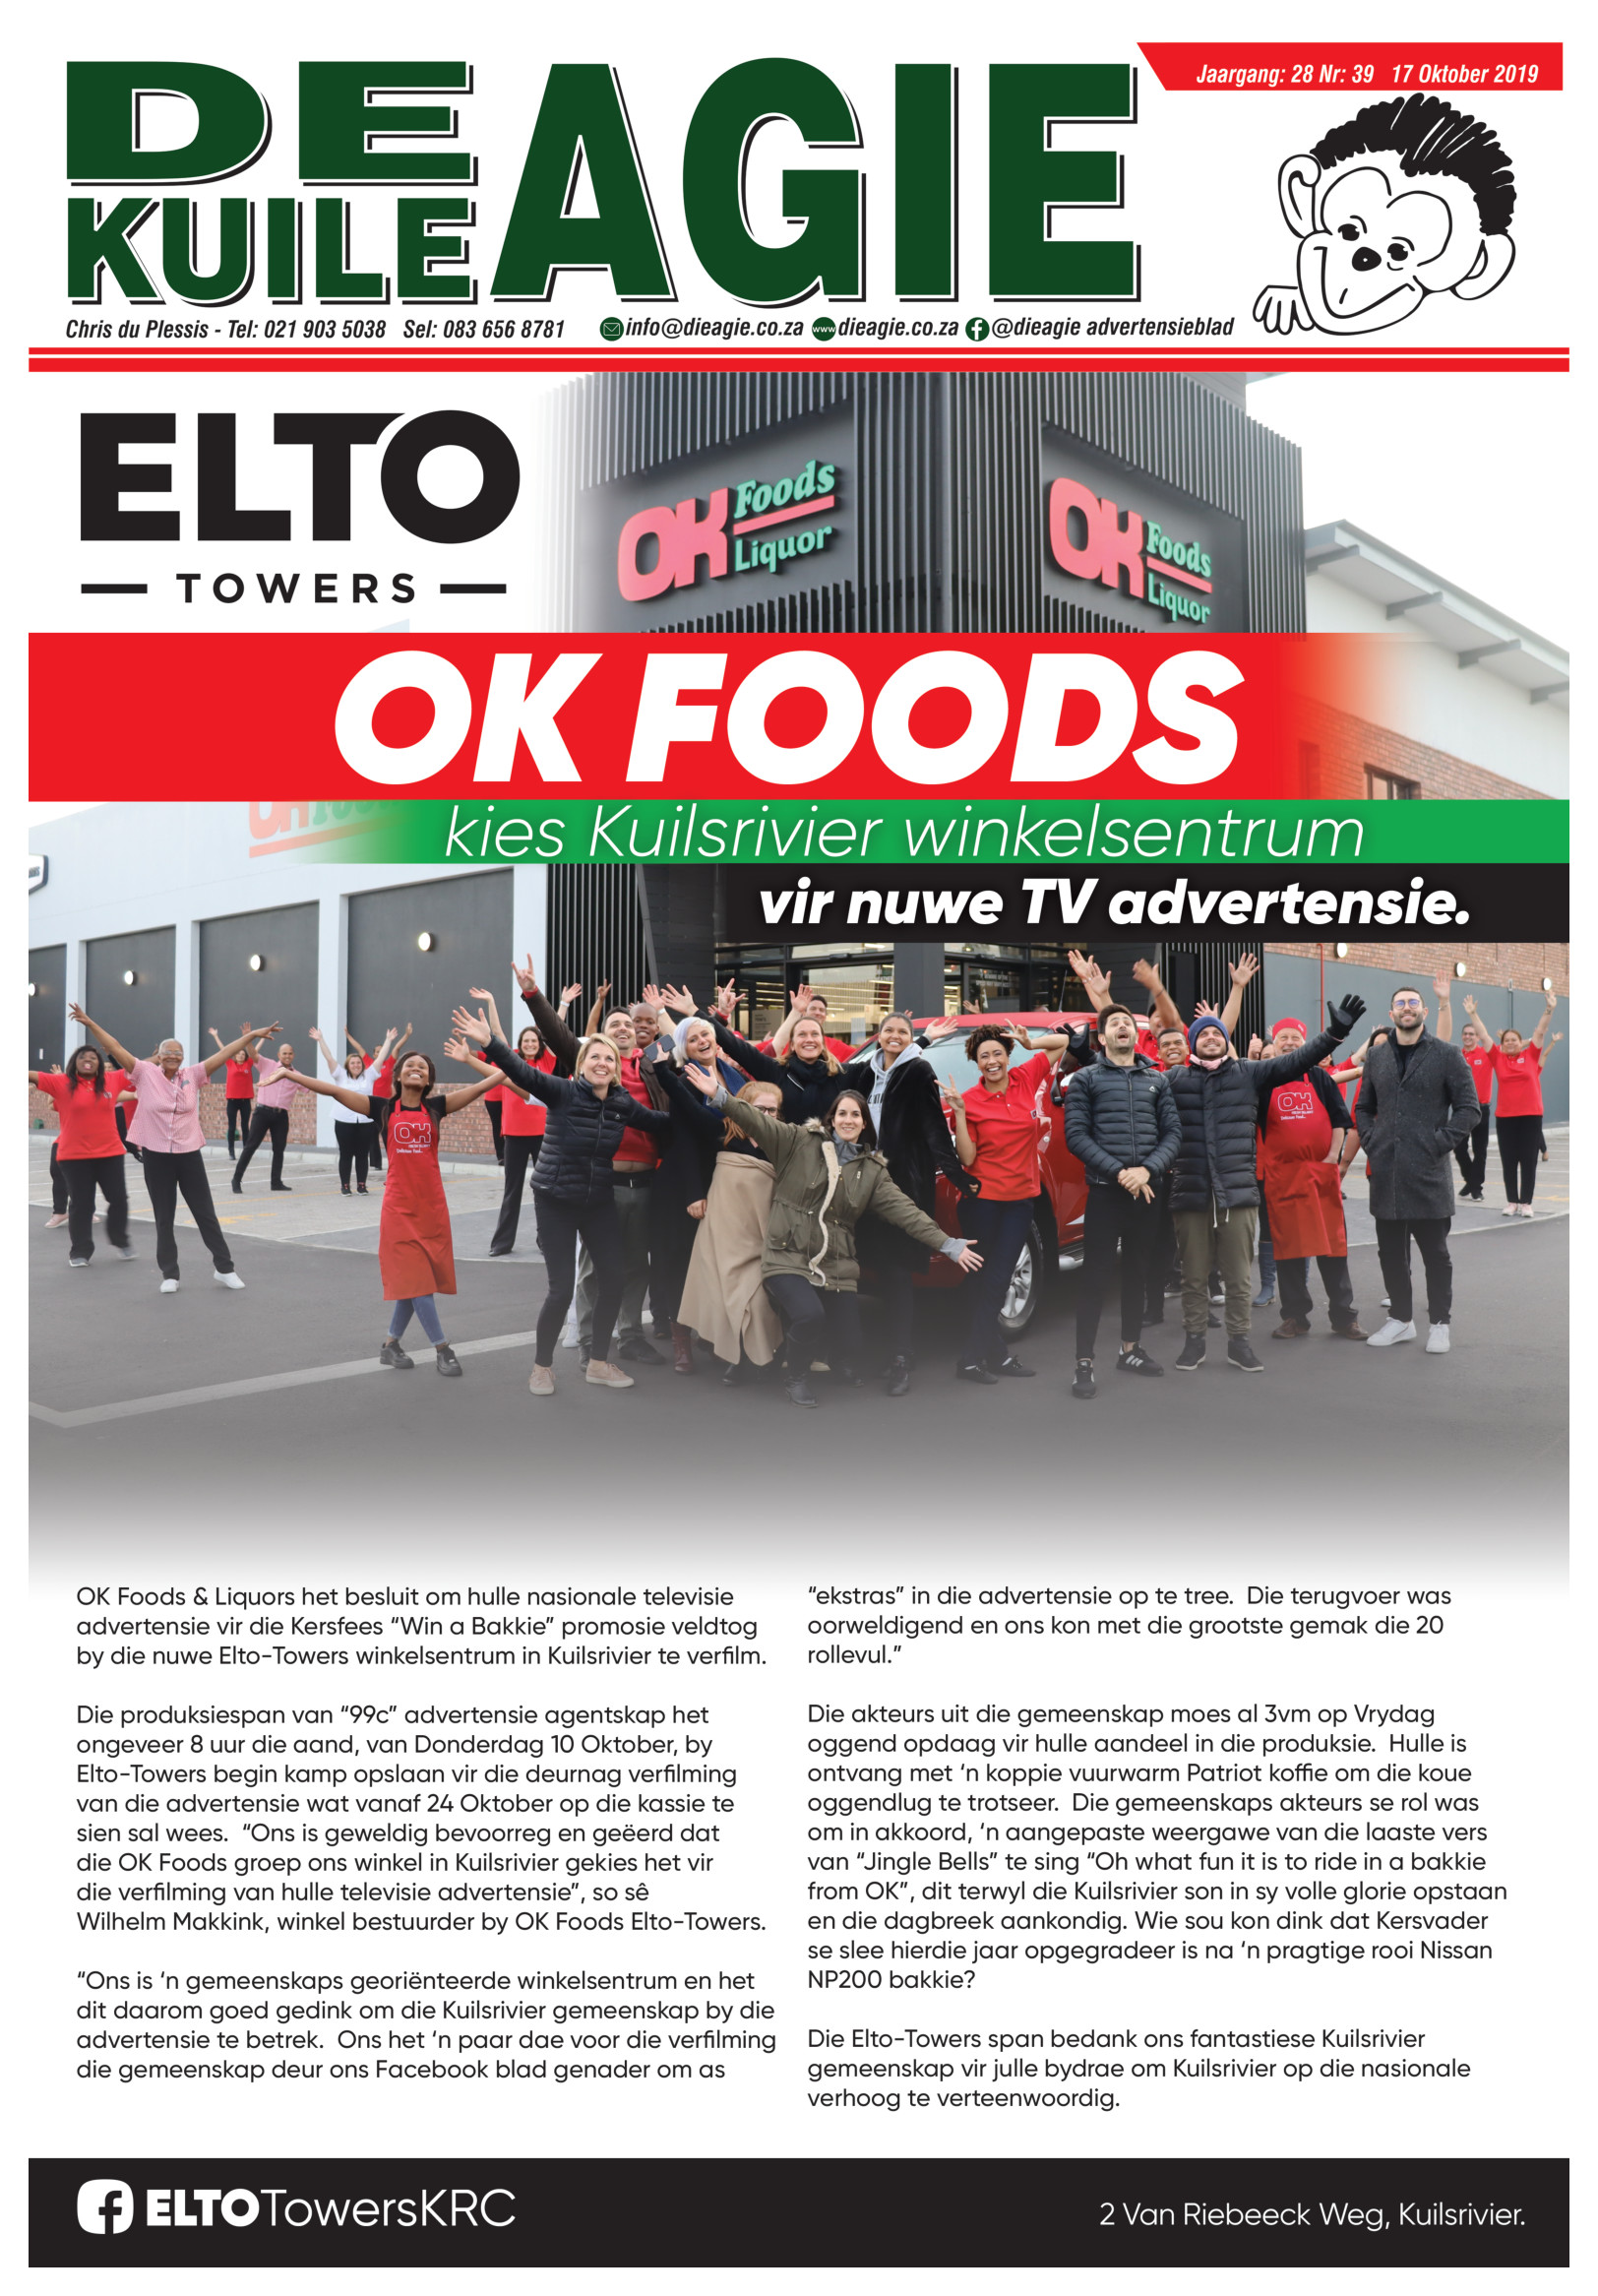 Jaargang: 28 Nr: 39 17 Oktober 2019
DE
KUILE
AGIE
Chris du Plessis - Tel: 021 903 5038 Sel: 083 656 8781 info@dieagie.co.za www dieagie.co.za @dieagie advertensieblad
ELTO
TOWERS
OK Foods
Liquor
OK Foods
Liquor
OK FOODS
kies Kuilsrivier winkelsentrum
vir nuwe TV advertensie.
OK
OK
OK Foods & Liquors het besluit om hulle nasionale televisie
advertensie vir die Kersfees “Win a Bakkie” promosie veldtog
by die nuwe Elto-Towers winkelsentrum in Kuilsrivier te verfilm.
Die produksiespan van “99c” advertensie agentskap het
ongeveer 8 uur die aand, van Donderdag 10 Oktober, by
Elto-Towers begin kamp opslaan vir die deurnag verfilming
van die advertensie wat vanaf 24 Oktober op die kassie te
sien sal wees. “Ons is geweldig bevoorreg en geëerd dat
die OK Foods groep ons winkel in Kuilsrivier gekies het vir
die verfilming van hulle televisie advertensie”, so sê
Wilhelm Makkink, winkel bestuurder by OK Foods Elto-Towers.
“Ons is ‘n gemeenskaps georiënteerde winkelsentrum en het
dit daarom goed gedink om die Kuilsrivier gemeenskap by die
advertensie te betrek. Ons het ‘n paar dae voor die verfilming
die gemeenskap deur ons Facebook blad genader om as
“ekstras” in die advertensie op te tree. Die terugvoer was
oorweldigend en ons kon met die grootste gemak die 20
rollevul.”
Die akteurs uit die gemeenskap moes al 3vm op Vrydag
oggend opdaag vir hulle aandeel in die produksie. Hulle is
ontvang met ‘n koppie vuurwarm Patriot koffie om die koue
oggendlug te trotseer. Die gemeenskaps akteurs se rol was
om in akkoord, ‘n aangepaste weergawe van die laaste vers
van “Jingle Bells” te sing “Oh what fun it is to ride in a bakkie
from OK”, dit terwyl die Kuilsrivier son in sy volle glorie opstaan
en die dagbreek aankondig. Wie sou kon dink dat Kersvader
se slee hierdie jaar opgegradeer is na ‘n pragtige rooi Nissan
NP200 bakkie?
Die Elto-Towers span bedank ons fantastiese Kuilsrivier
gemeenskap vir julle bydrae om Kuilsrivier op die nasionale
verhoog te verteenwoordig.
ELTOTowersKRC
2 Van Riebeeck Weg, Kuilsrivier.